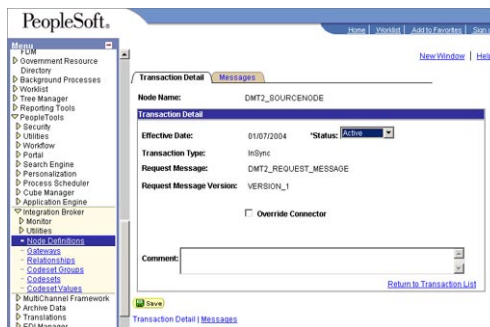 PeopleSoft.
Home | Worklist | Add to Favorites | Sign
Menu
FDM
Government Resource
Directory
Background Processes
Worklist
Tree Manager
Reporting Tools
PeopleTools
Security
Utilities
Workflow
Portal
Search Engine
Personalization
Process Scheduler
Cube Manager
Application Engine
Integration Broker
Monitor
Utilities
Node Definitions
Gateways
Relationships
Codeset Groups
Codesets
Codeset Values
MultiChannel Framework
Archive Data
Translations
EDI Manager
New Window | Help
Transaction Detail Messages
Node Name: DMT2_SOURCENODE
Transaction Detail
Effective Date: 01/07/2004 *Status: Active
Transaction Type: InSync
Request Message: DMT2_REQUEST_MESSAGE
Request Message Version: VERSION_1
Override Connector
Comment:
Return to Transaction List
Save
Transaction Detail | Messages